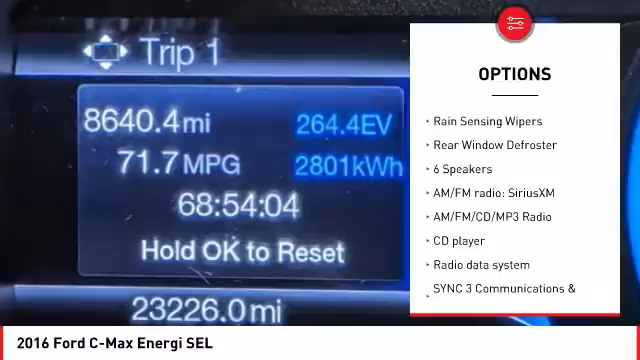 Trip 1
8640.4mi
264.4EV
71.7MPG
2801kWh
68:54:04
Hold OK to Reset
23226.0mi
OPTIONS
Rain Sensing Wipers
Rear Window Defroster
6 Speakers
AM/FM radio: SiriusXM
AM/FM/CD/MP3 Radio
CD player
Radio data system
SYNC 3 Communications &
2016 Ford C-Max Energi SEL